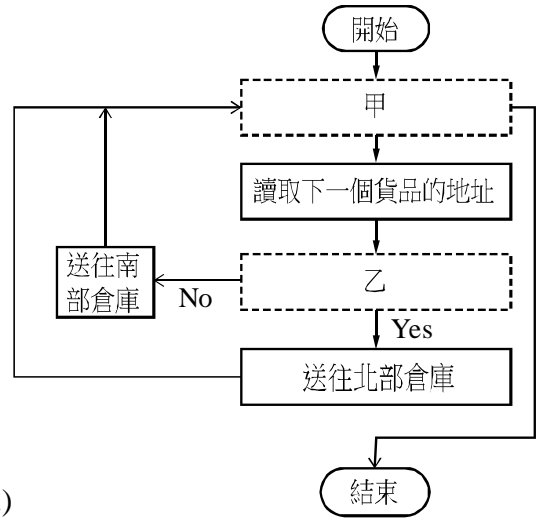 開始
甲
讀取下一個貨品的地址
送往南
部倉庫
No
乙
Yes
送往北部倉庫
結束
)